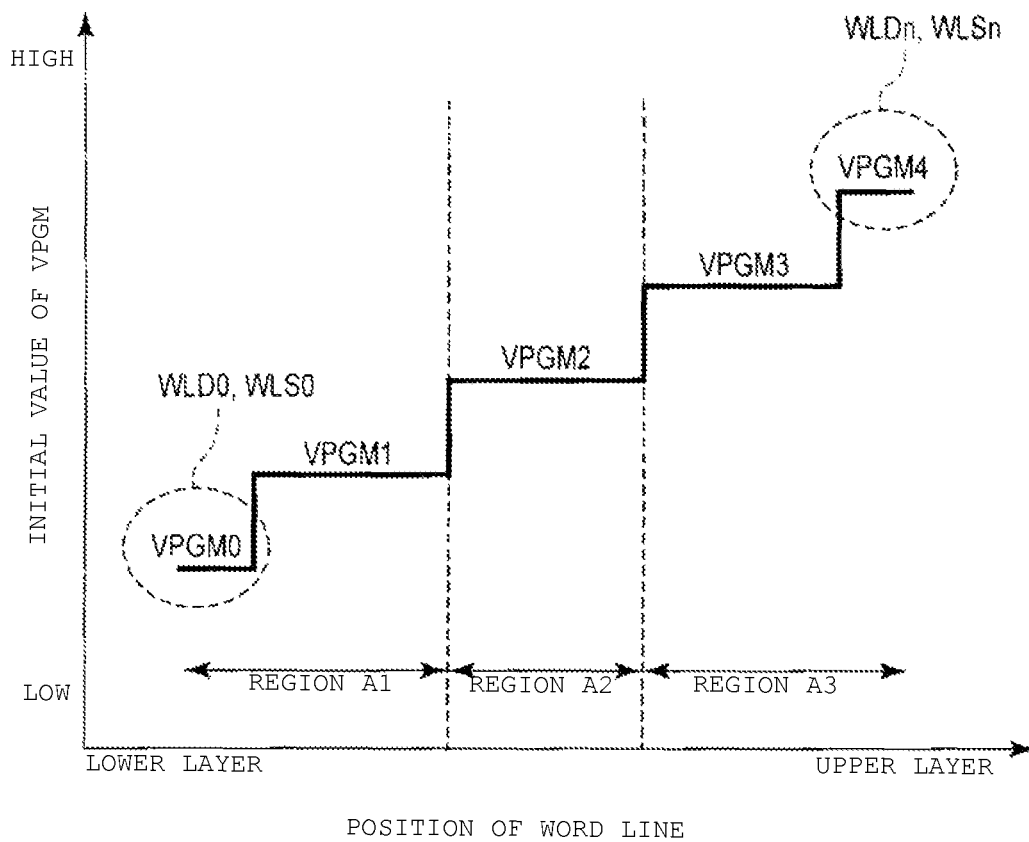 HIGH
WLDn, WLSn
VPGM4
VPGM3
VPGM2
WLD0, WLS0
VPGM1
VPGM0
INITIAL VALUE OF VPGM
REGION A1
REGION A2
REGION A3
LOW
LOWER LAYER
UPPER LAYER
POSITION OF WORD LINE